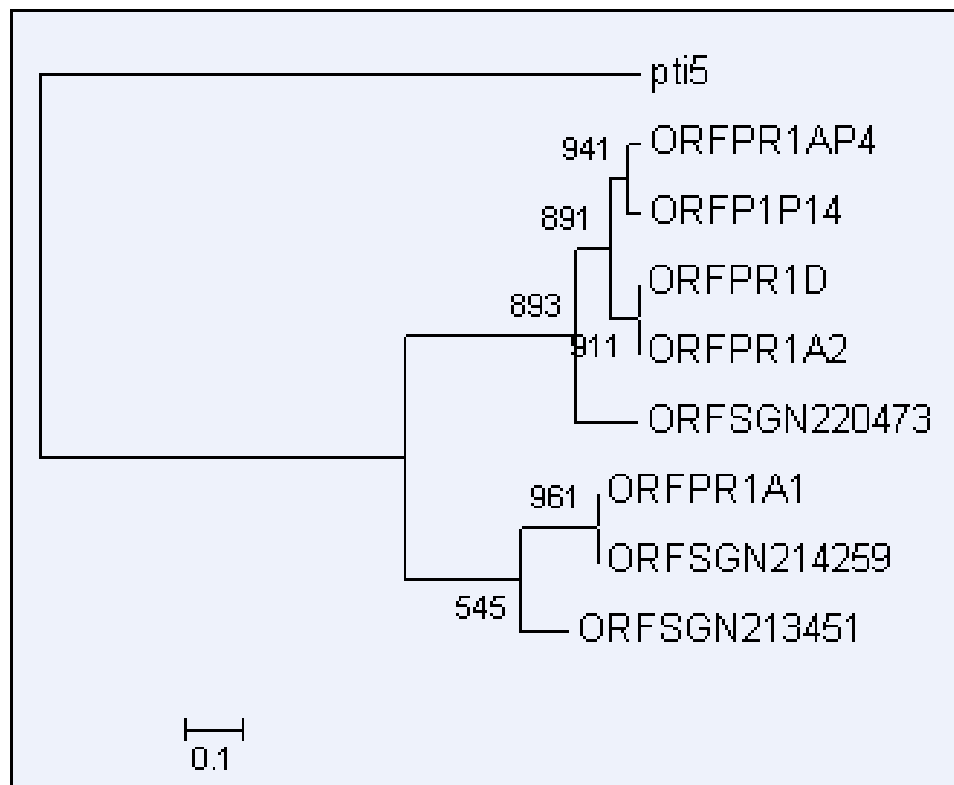 pti5
941
ORFPR1AP4
891
ORFP1P14
893
ORFPR1D
911
ORFPR1A2
ORFSGN220473
961
ORFPR1A1
ORFSGN214259
545
ORFSGN213451
0.1